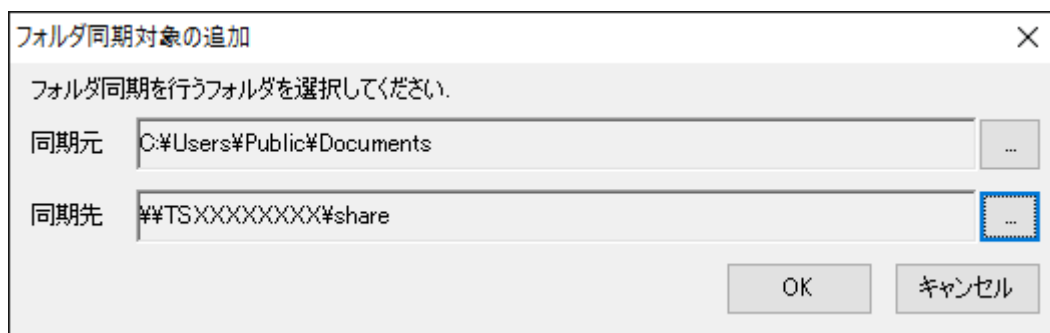 フォルダ同期対象の追加
フォルダ同期を行うフォルダを選択してください.
同期元 C:¥Users¥Public¥Documents ...
同期先 ¥¥TSXXXXXXXX¥share ...
OK キャンセル